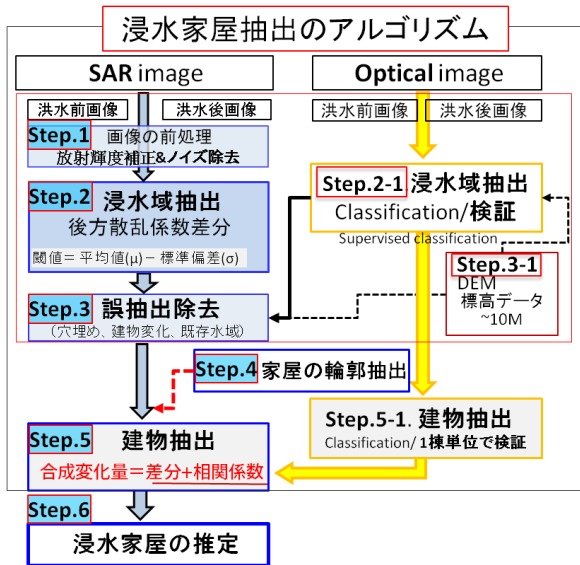 浸水家屋抽出のアルゴリズム
SAR image
Optical image
洪水前画像
洪水後画像
洪水前画像
洪水後画像
Step.1 画像の前処理
放射輝度補正&ノイズ除去
Step.2 浸水域抽出
後方散乱係数差分
閾値= 平均値(μ) − 標準偏差(σ)
Step.2-1 浸水域抽出
Classification/検証
Supervised classification
Step.3-1
DEM
標高データ
~10M
Step.3 誤抽出除去
(穴埋め、建物変化、既存水域)
Step.4 家屋の輪郭抽出
Step.5 建物抽出
合成変化量=差分+相関係数
Step.5-1. 建物抽出
Classification/ 1棟単位で検証
Step.6
浸水家屋の推定